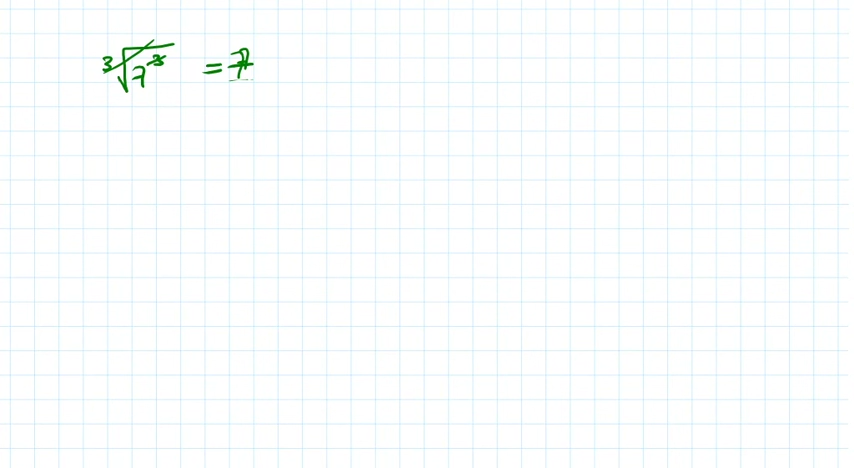 ∛7³ = 7